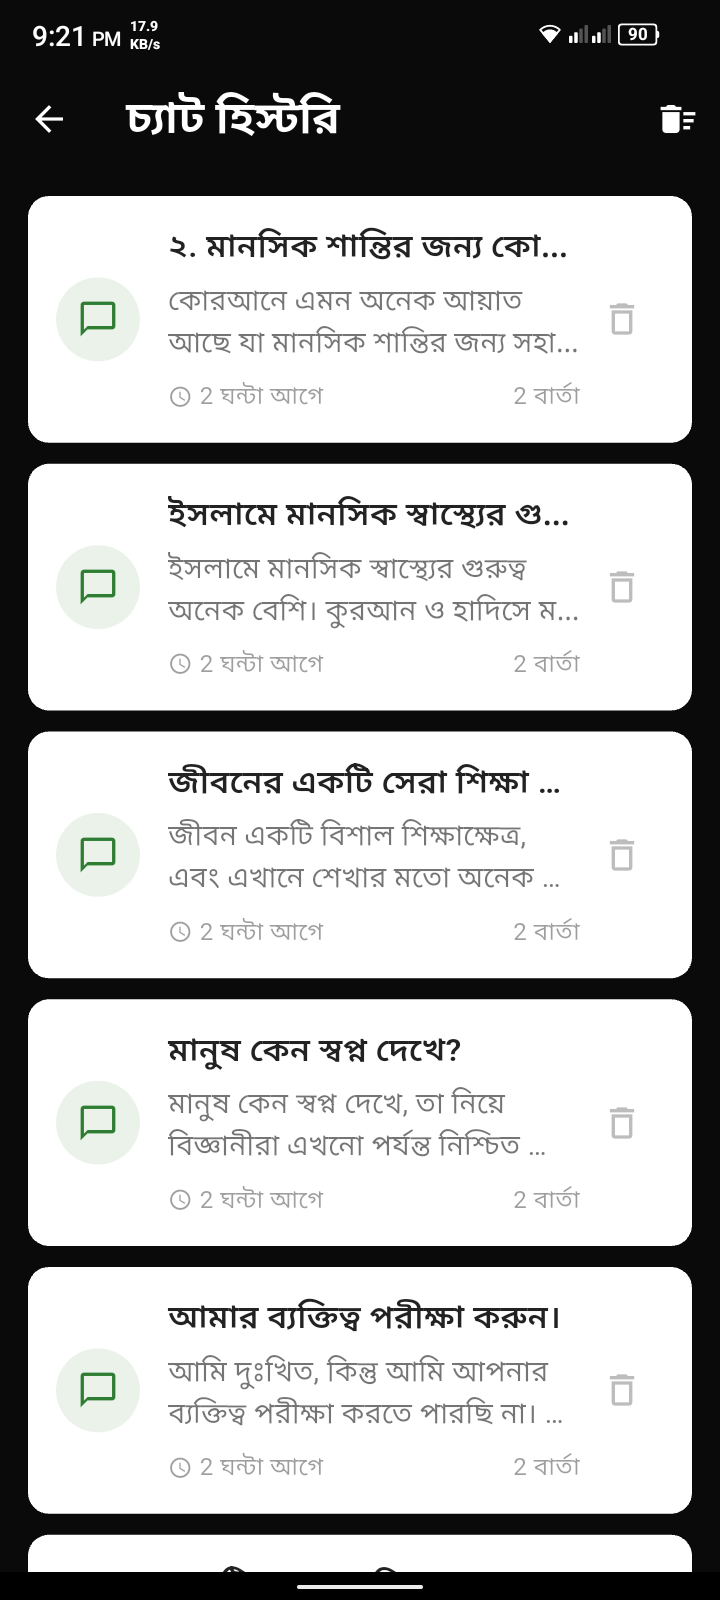 9:21 PM 17.9 KB/s 90
চ্যাট হিস্টরি
২. মানসিক শান্তির জন্য কো...
কোরআনে এমন অনেক আয়াত
আছে যা মানসিক শান্তির জন্য সহা...
2 ঘন্টা আগে 2 বার্তা
ইসলামে মানসিক স্বাস্থ্যের গু...
ইসলামে মানসিক স্বাস্থ্যের গুরুত্ব
অনেক বেশি। কুরআন ও হাদিসে ম...
2 ঘন্টা আগে 2 বার্তা
জীবনের একটি সেরা শিক্ষা ...
জীবন একটি বিশাল শিক্ষাক্ষেত্র,
এবং এখানে শেখার মতো অনেক ...
2 ঘন্টা আগে 2 বার্তা
মানুষ কেন স্বপ্ন দেখে?
মানুষ কেন স্বপ্ন দেখে, তা নিয়ে
বিজ্ঞানীরা এখনো পর্যন্ত নিশ্চিত ...
2 ঘন্টা আগে 2 বার্তা
আমার ব্যক্তিত্ব পরীক্ষা করুন।
আমি দুঃখিত, কিন্তু আমি আপনার
ব্যক্তিত্ব পরীক্ষা করতে পারছি না। ...
2 ঘন্টা আগে 2 বার্তা